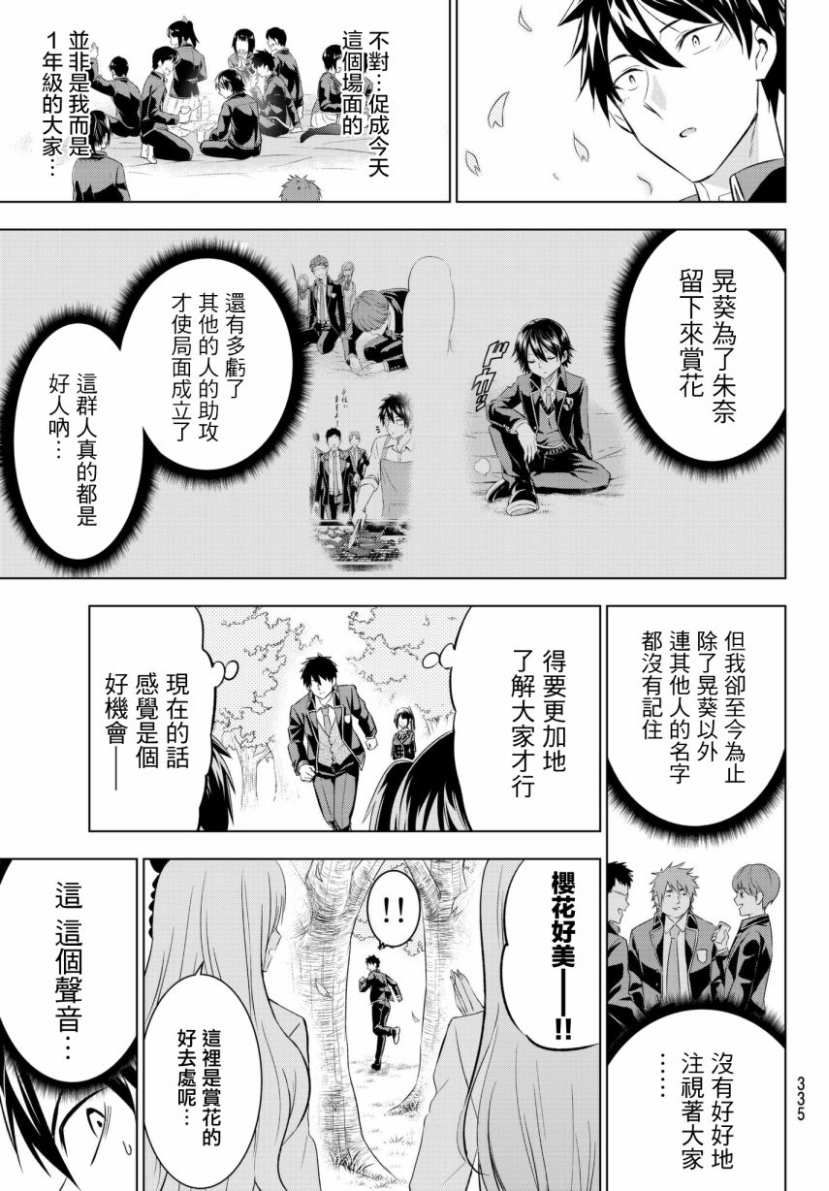 不對…促成今天
這個場面的
並非是我而是
1年級的大家…
晃葵為了朱奈
留下來賞花
還有多虧了
其他的人的助攻
才使局面成立了
這群人真的都是
好人吶…
但我卻至今為止
除了晃葵以外
連其他人的名字
都沒有記住
沒有好好地
注視著大家
……
得要更加地
了解大家才行
現在的話
感覺是個
好機會——
櫻花好美——!!
!!
這裡是賞花的
好去處呢…
這 這個聲音…
335